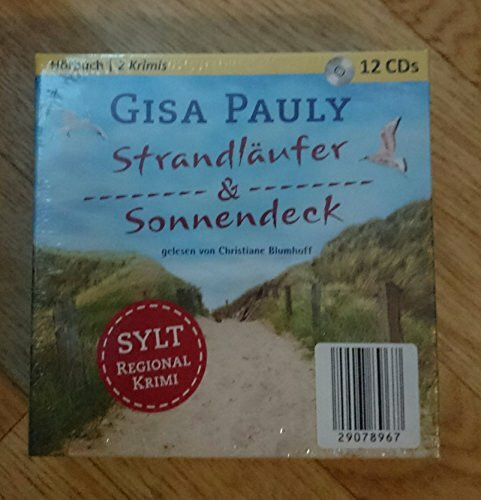 Hörbuch | 2 Krimis
12 CDs
GISA PAULY
Strandläufer
&
Sonnendeck
gelesen von Christiane Blumhoff
SYLT
REGIONAL
KRIMI
29078967